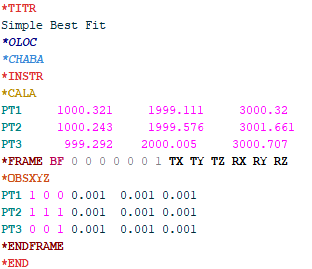 *TITR
Simple Best Fit
*OLOC
*CHABA
*INSTR
*CALA
PT1 1000.321 1999.111 3000.32
PT2 1000.243 1999.576 3001.661
PT3 999.292 2000.005 3000.707
*FRAME BF 0 0 0 0 0 0 1 TX TY TZ RX RY RZ
*OBSXYZ
PT1 1 0 0 0.001 0.001 0.001
PT2 1 1 1 0.001 0.001 0.001
PT3 0 0 1 0.001 0.001 0.001
*ENDFRAME
*END